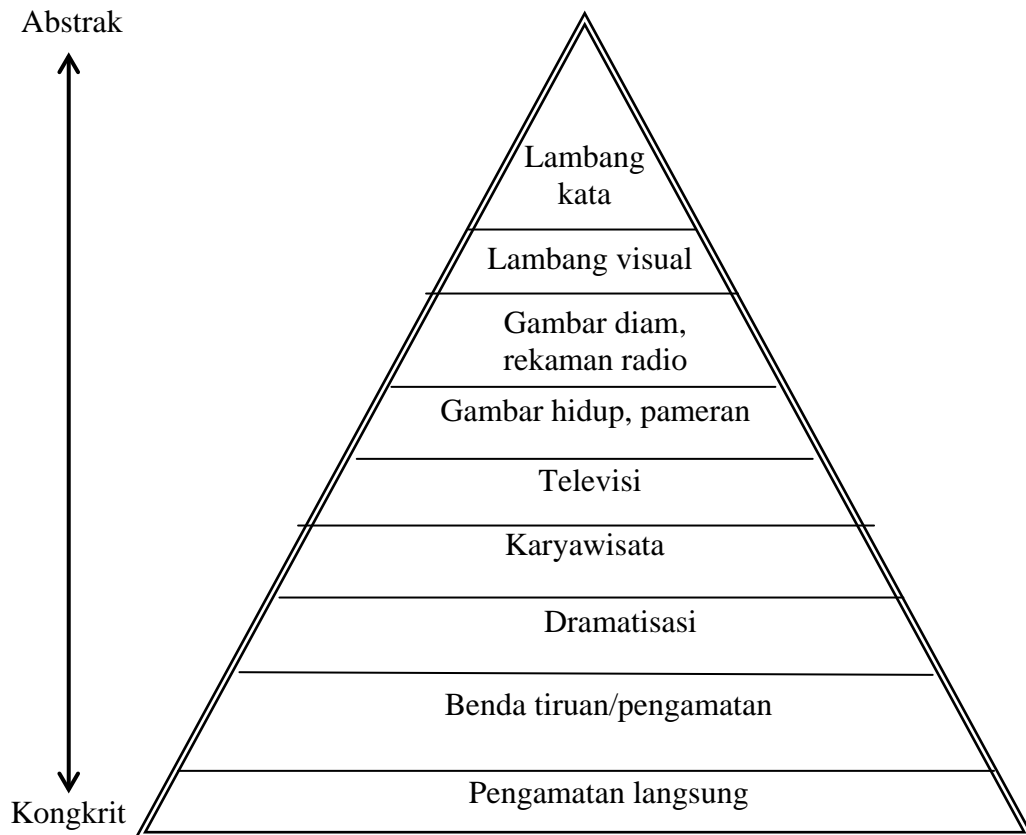 Abstrak
Lambang
kata
Lambang visual
Gambar diam,
rekaman radio
Gambar hidup, pameran
Televisi
Karyawisata
Dramatisasi
Benda tiruan/pengamatan
Pengamatan langsung
Kongkrit